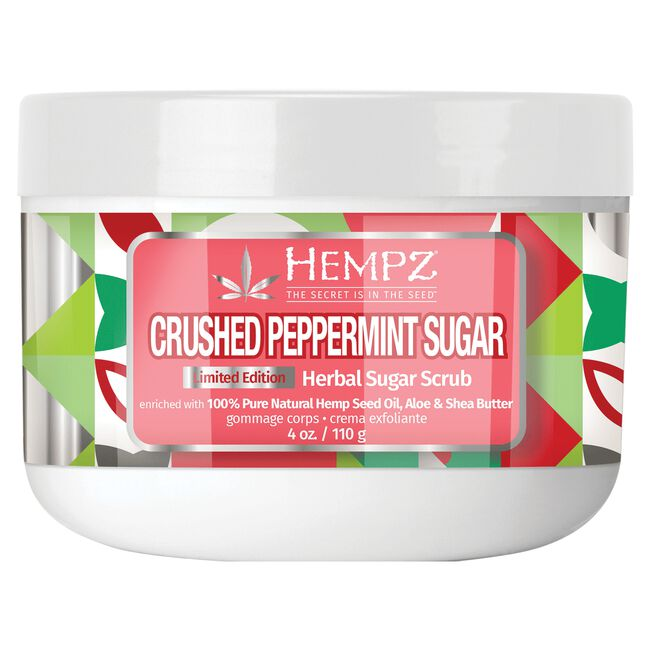 HEMPZ
THE SECRET IS IN THE SEED
CRUSHED PEPPERMINT SUGAR
Limited Edition Herbal Sugar Scrub
enriched with 100% Pure Natural Hemp Seed Oil, Aloe & Shea Butter
gommage corps • crema exfoliante
4 oz. / 110 g